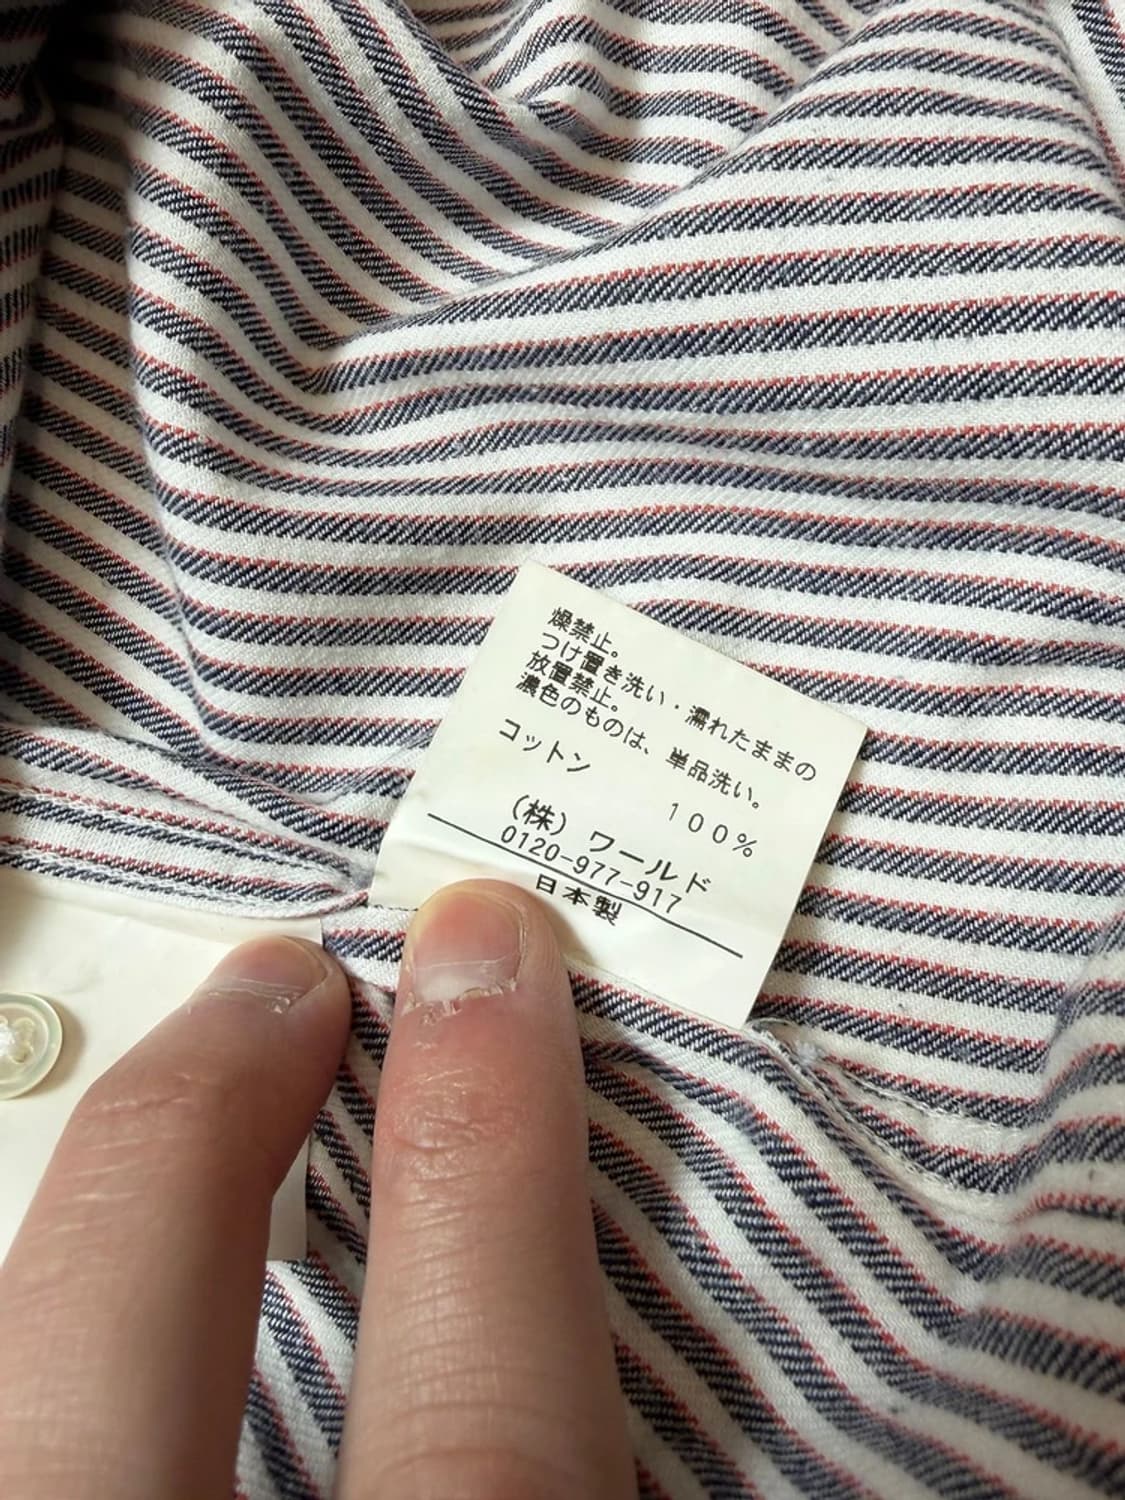 燥禁止。
つけ置き洗い・濡れたままの
放置禁止。
濃色のものは、単品洗い。
コットン 100%
(株)ワールド
0120-977-917
日本製